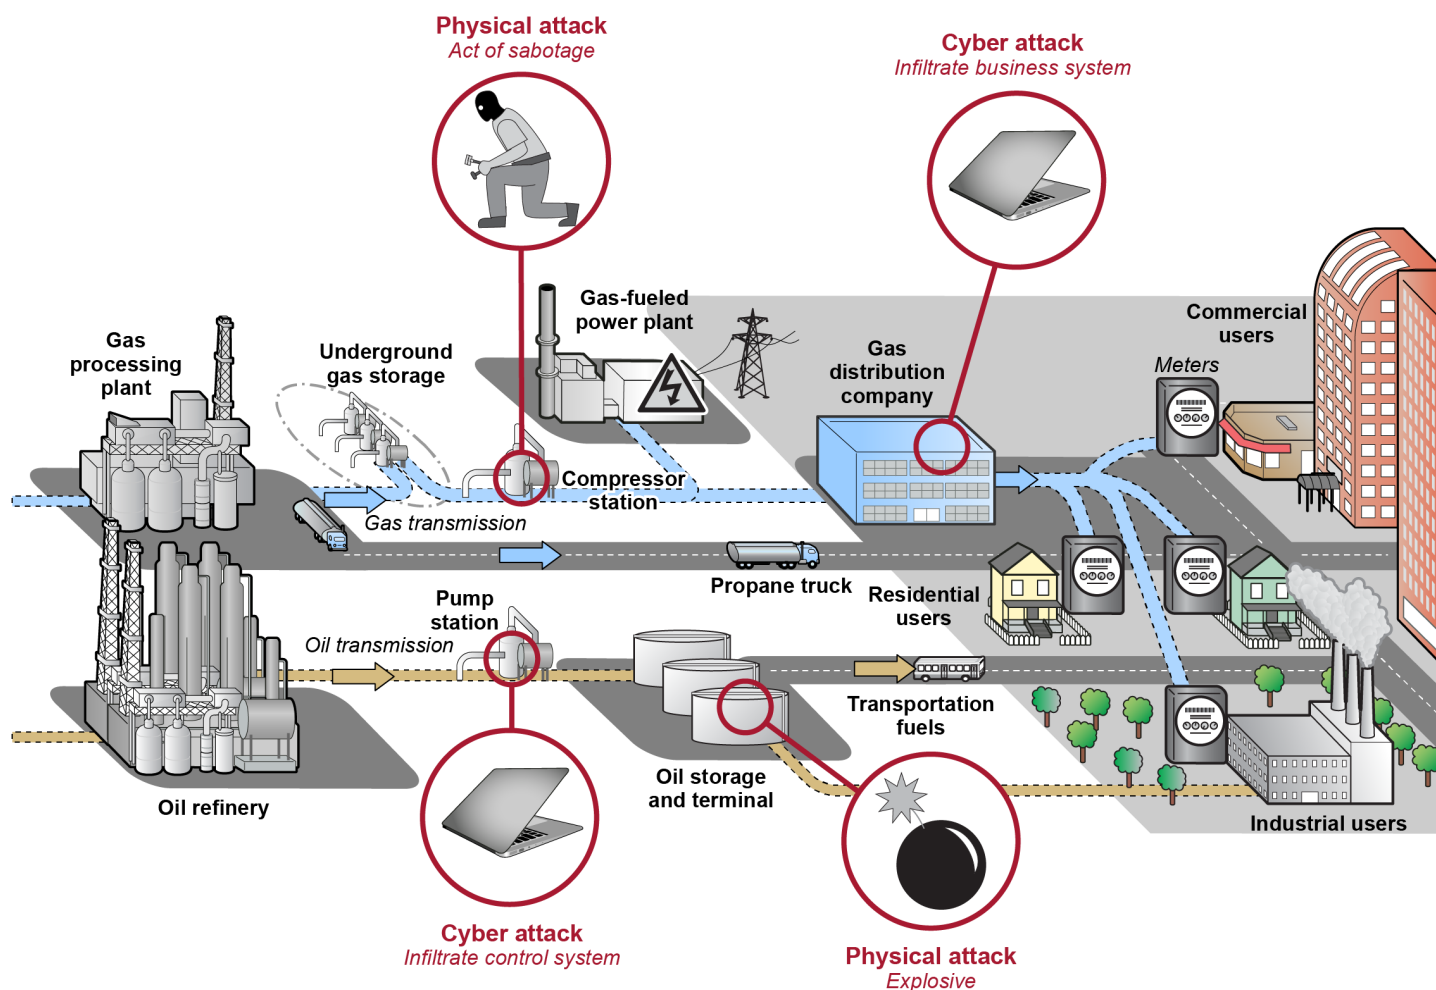 Physical attack
Act of sabotage
Cyber attack
Infiltrate business system
Gas-fueled
power plant
Commercial
users
Meters
Gas
processing
plant
Underground
gas storage
Gas
distribution
company
Compressor
station
Gas transmission
Propane truck
Residential
users
Pump
station
Oil transmission
Transportation
fuels
Oil storage
and terminal
Oil refinery
Industrial users
Cyber attack
Infiltrate control system
Physical attack
Explosive